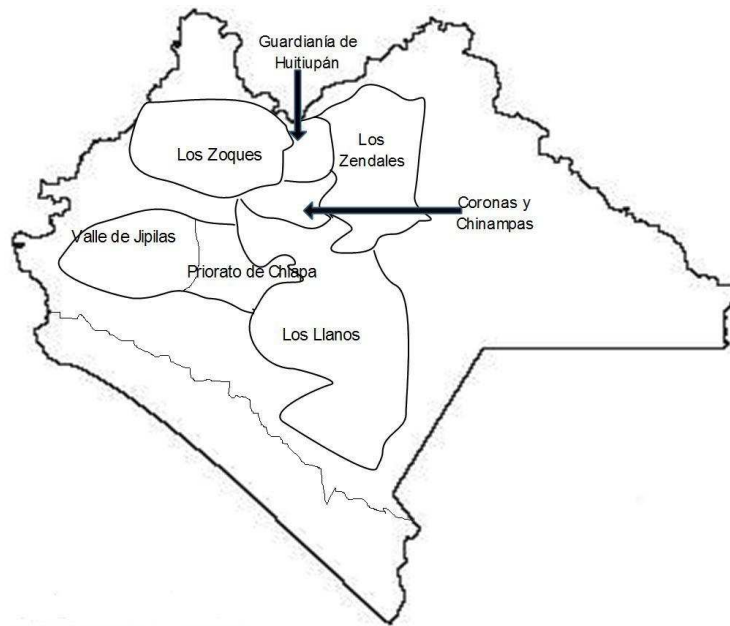 Guardianía de
Huitiupán
Los Zoques
Los
Zendales
Coronas y
Chinampas
Valle de Jipilas
Priorato de Chiapa
Los Llanos